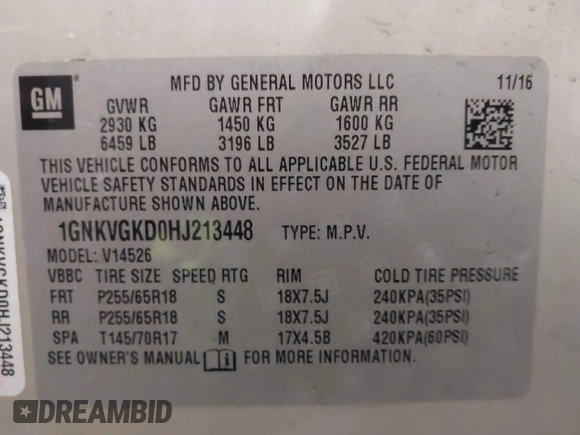 GM
MFD BY GENERAL MOTORS LLC 11/16
GVWR GAWR FRT GAWR RR
2930 KG 1450 KG 1600 KG
6459 LB 3196 LB 3527 LB
THIS VEHICLE CONFORMS TO ALL APPLICABLE U.S. FEDERAL MOTOR
VEHICLE SAFETY STANDARDS IN EFFECT ON THE DATE OF
MANUFACTURE SHOWN ABOVE.
1GNKVGKD0HJ213448 TYPE: M.P.V.
MODEL: V14526
VBBC TIRE SIZE SPEED RTG RIM COLD TIRE PRESSURE
FRT P255/65R18 S 18X7.5J 240KPA(35PSI)
RR P255/65R18 S 18X7.5J 240KPA(35PSI)
SPA T145/70R17 M 17X4.5B 420KPA(60PSI)
SEE OWNER'S MANUAL FOR MORE INFORMATION.
1GNKVGKD0HJ213448
DREAMBID